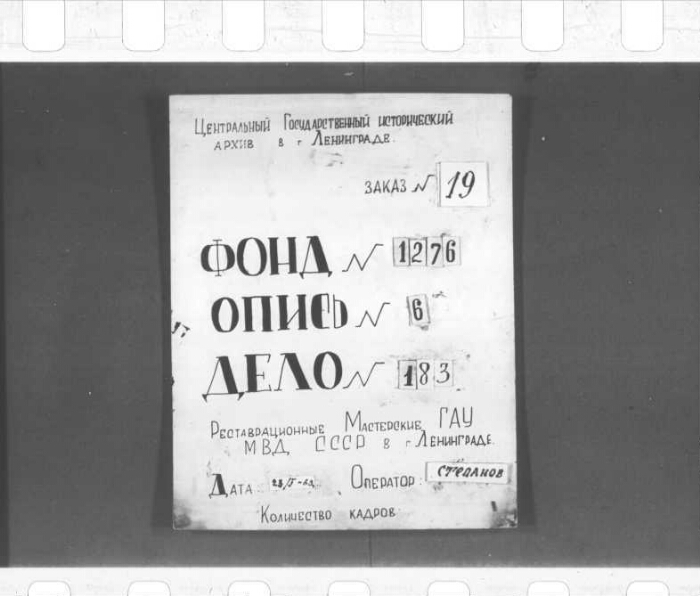 Центральный Государственный исторический
архив в г Ленинграде.
заказ № 19
ФОНД № 1276
ОПИСЬ № 6
ДЕЛО № 183
Реставрационные Мастерские ГАУ
МВД, СССР в г. Ленинграде.
Дата
Оператор: Степанов
Количество кадров